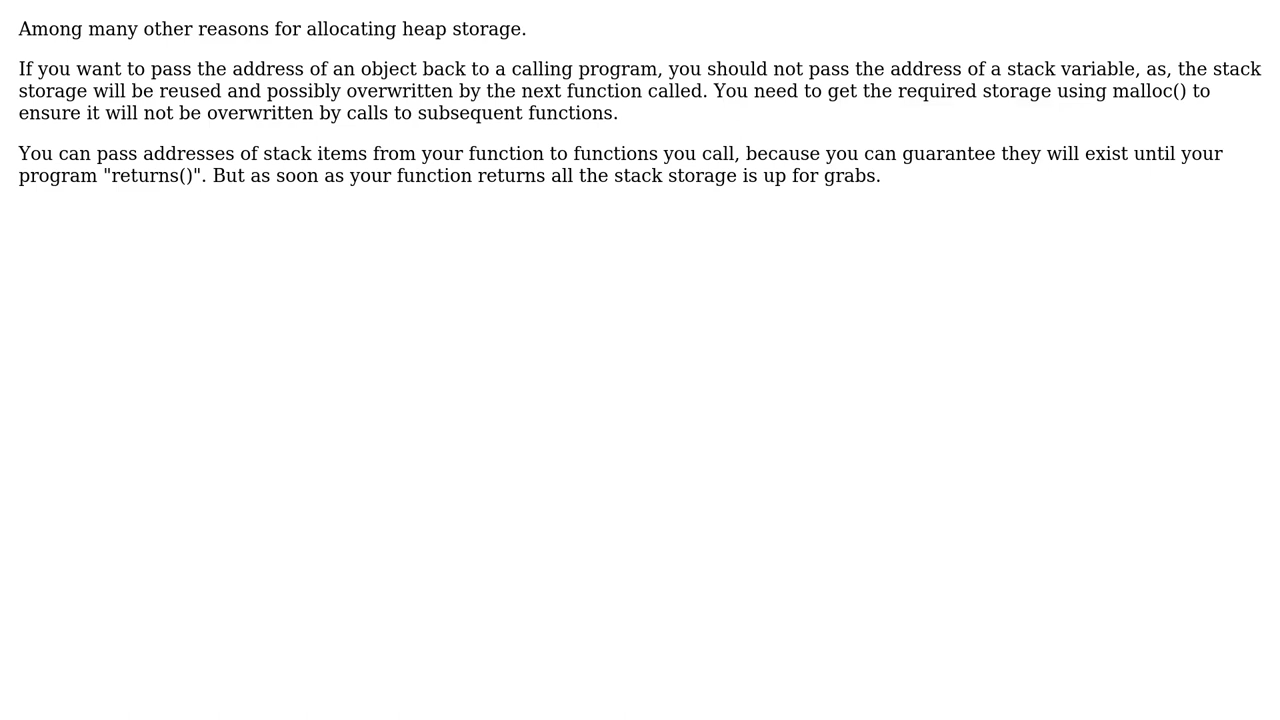 Among many other reasons for allocating heap storage.
If you want to pass the address of an object back to a calling program, you should not pass the address of a stack variable, as, the stack
storage will be reused and possibly overwritten by the next function called. You need to get the required storage using malloc() to
ensure it will not be overwritten by calls to subsequent functions.
You can pass addresses of stack items from your function to functions you call, because you can guarantee they will exist until your
program "returns()". But as soon as your function returns all the stack storage is up for grabs.